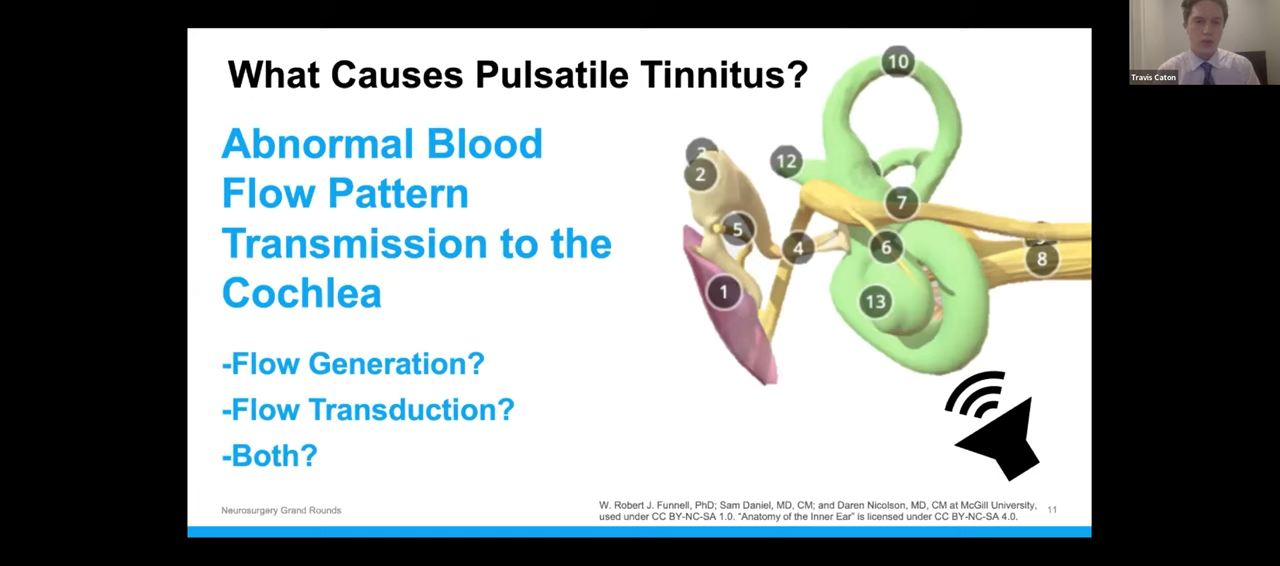 What Causes Pulsatile Tinnitus?
Abnormal Blood
Flow Pattern
Transmission to the
Cochlea
-Flow Generation?
-Flow Transduction?
-Both?
10
3
2
12
5
7
4
6
8
1
13
W. Robert J. Funnell, PhD; Sam Daniel, MD, CM; and Daren Nicolson, MD, CM at McGill University,
used under CC BY-NC-SA 1.0. “Anatomy of the Inner Ear” is licensed under CC BY-NC-SA 4.0.
Neurosurgery Grand Rounds
11
Travis Caton